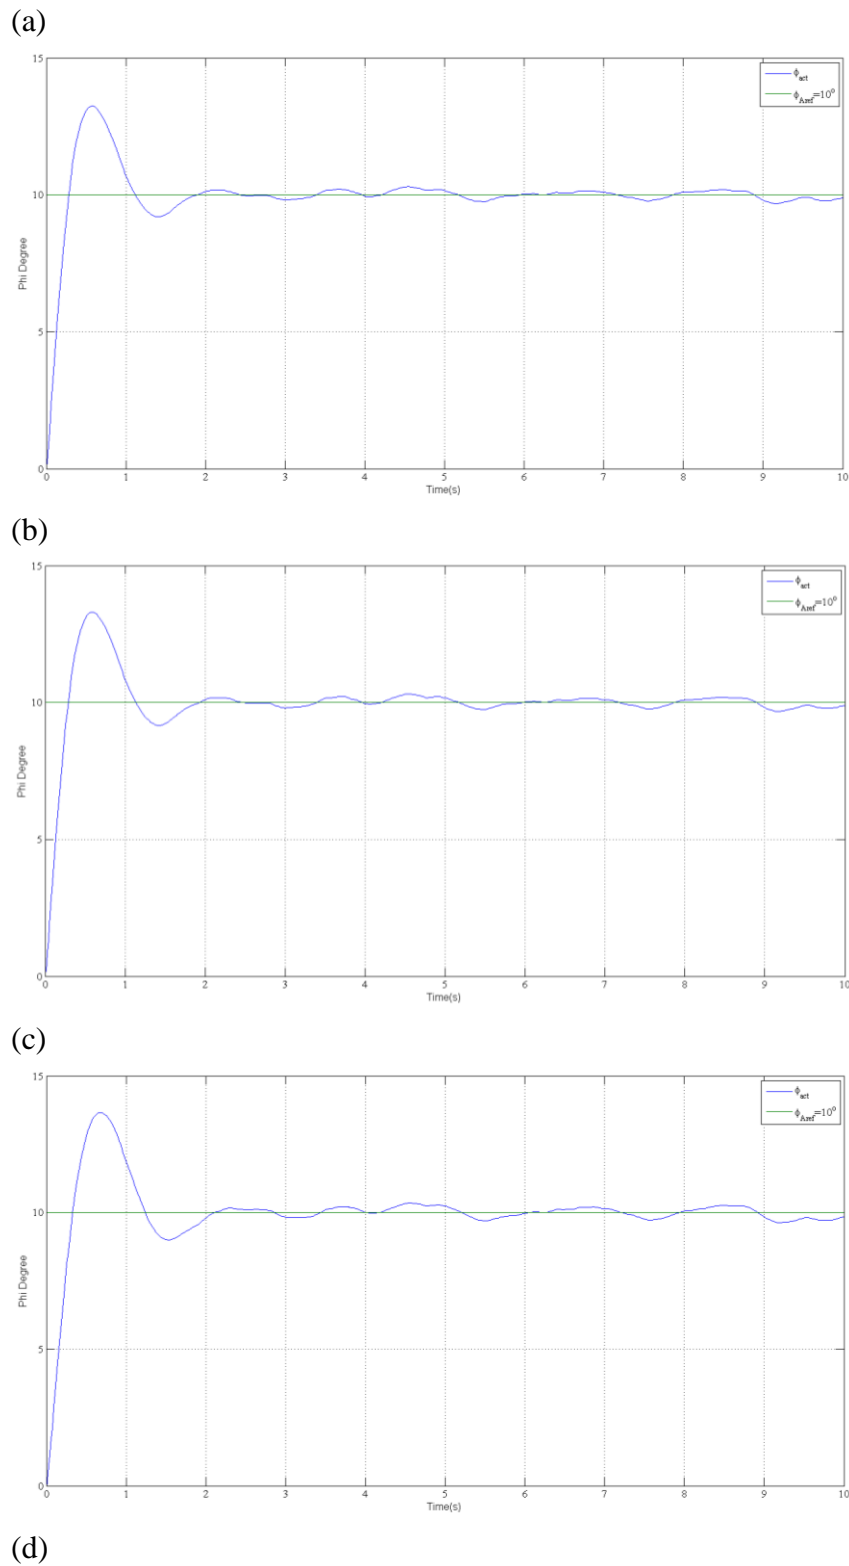 (a)
15
ϕact
ϕAref=10⁰
10
Phi Degree
5
0
0 1 2 3 4 5 6 7 8 9 10
Time(s)
(b)
15
ϕact
ϕAref=10⁰
10
Phi Degree
5
0
0 1 2 3 4 5 6 7 8 9 10
Time(s)
(c)
15
ϕact
ϕAref=10⁰
10
Phi Degree
5
0
0 1 2 3 4 5 6 7 8 9 10
Time(s)
(d)